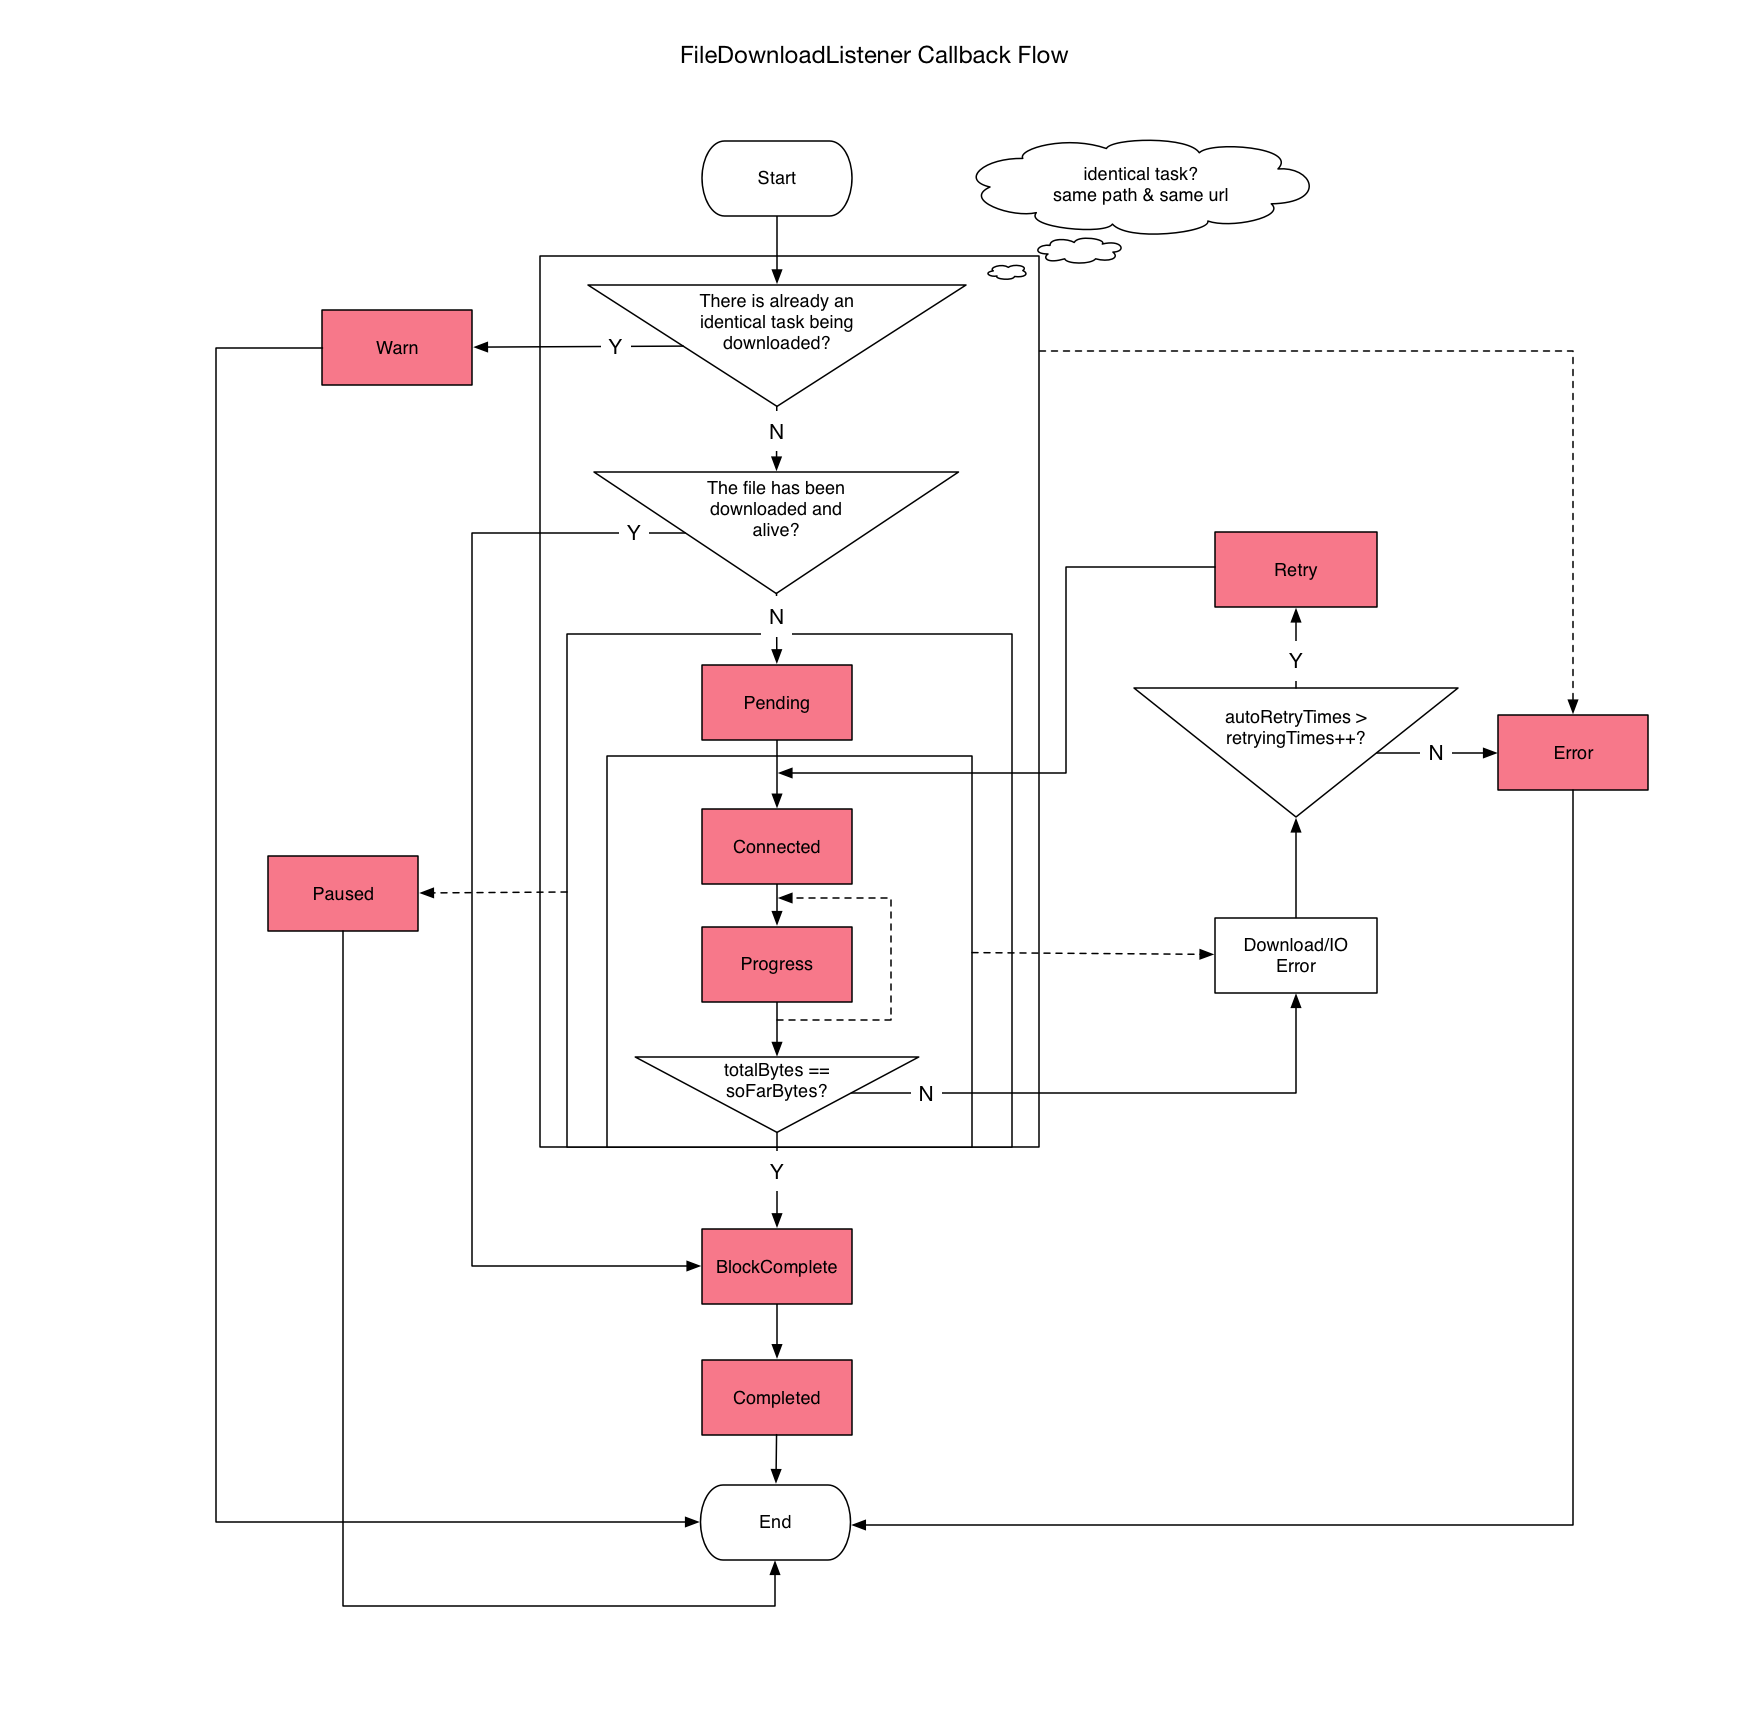 FileDownloadListener Callback Flow
Start
identical task?
same path & same url
There is already an
identical task being
downloaded?
Warn
Y
N
The file has been
downloaded and
alive?
Y
Retry
N
Y
Pending
autoRetryTimes >
retryingTimes++?
N
Error
Connected
Paused
Progress
Download/IO
Error
totalBytes ==
soFarBytes?
N
Y
BlockComplete
Completed
End